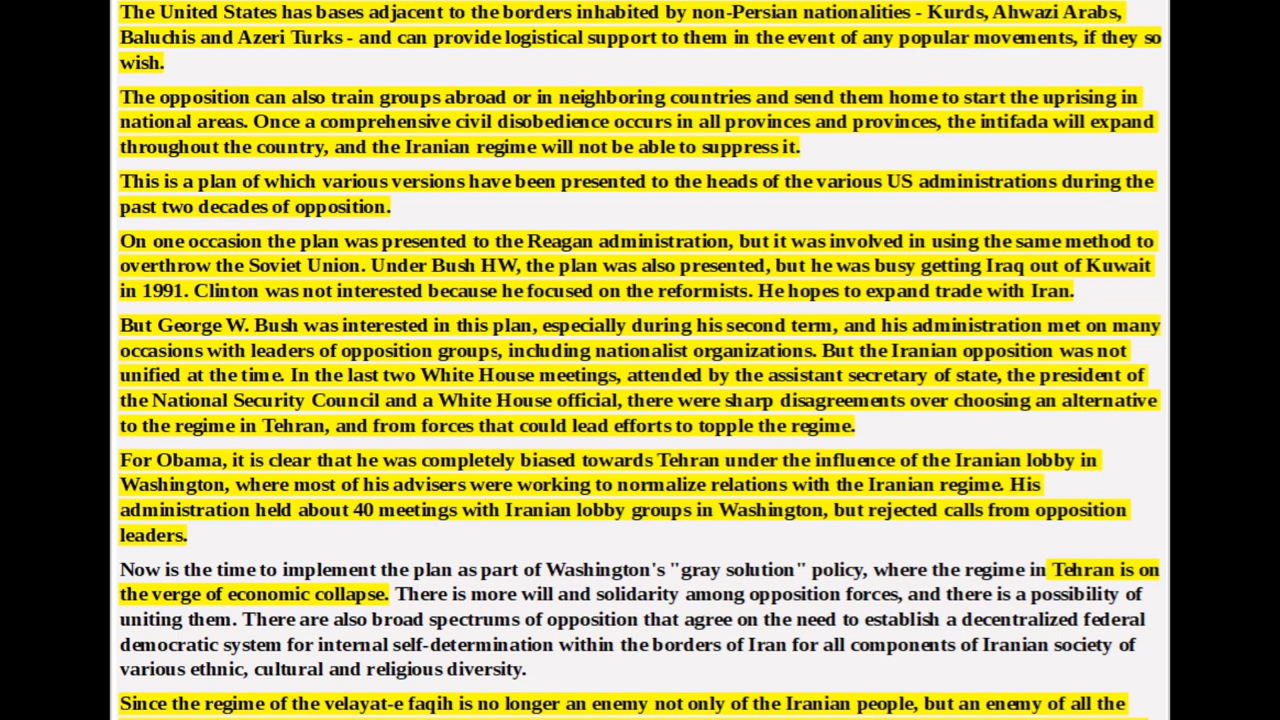 The United States has bases adjacent to the borders inhabited by non-Persian nationalities - Kurds, Ahwazi Arabs,
Baluchis and Azeri Turks - and can provide logistical support to them in the event of any popular movements, if they so
wish.
The opposition can also train groups abroad or in neighboring countries and send them home to start the uprising in
national areas. Once a comprehensive civil disobedience occurs in all provinces and provinces, the intifada will expand
throughout the country, and the Iranian regime will not be able to suppress it.
This is a plan of which various versions have been presented to the heads of the various US administrations during the
past two decades of opposition.
On one occasion the plan was presented to the Reagan administration, but it was involved in using the same method to
overthrow the Soviet Union. Under Bush HW, the plan was also presented, but he was busy getting Iraq out of Kuwait
in 1991. Clinton was not interested because he focused on the reformists. He hopes to expand trade with Iran.
But George W. Bush was interested in this plan, especially during his second term, and his administration met on many
occasions with leaders of opposition groups, including nationalist organizations. But the Iranian opposition was not
unified at the time. In the last two White House meetings, attended by the assistant secretary of state, the president of
the National Security Council and a White House official, there were sharp disagreements over choosing an alternative
to the regime in Tehran, and from forces that could lead efforts to topple the regime.
For Obama, it is clear that he was completely biased towards Tehran under the influence of the Iranian lobby in
Washington, where most of his advisers were working to normalize relations with the Iranian regime. His
administration held about 40 meetings with Iranian lobby groups in Washington, but rejected calls from opposition
leaders.
Now is the time to implement the plan as part of Washington's "gray solution" policy, where the regime in Tehran is on
the verge of economic collapse. There is more will and solidarity among opposition forces, and there is a possibility of
uniting them. There are also broad spectrums of opposition that agree on the need to establish a decentralized federal
democratic system for internal self-determination within the borders of Iran for all components of Iranian society of
various ethnic, cultural and religious diversity.
Since the regime of the velayat-e faqih is no longer an enemy not only of the Iranian people, but an enemy of all the